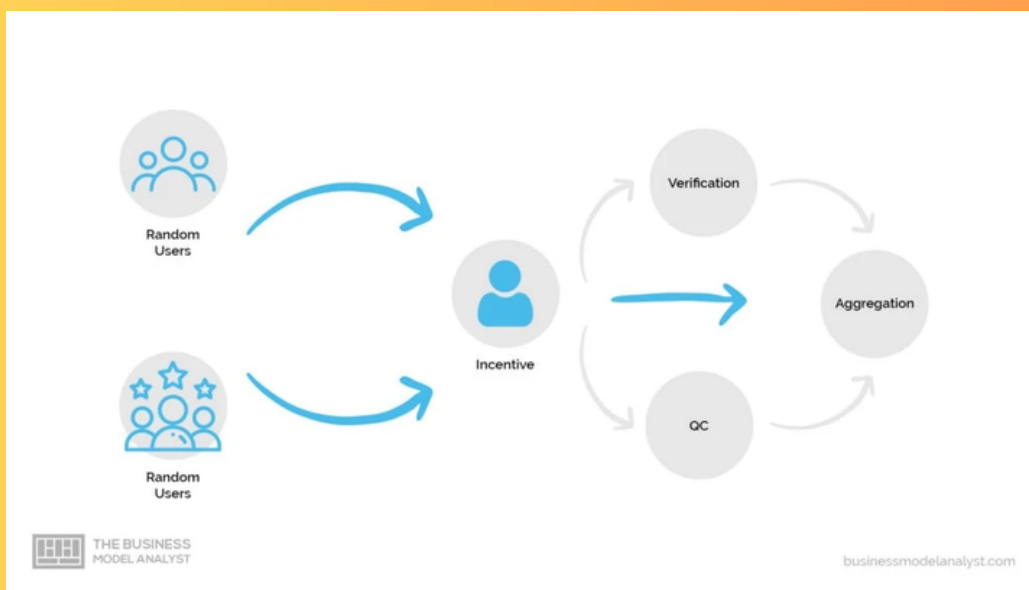 Random
Users
Verification
Aggregation
Incentive
QC
Random
Users
THE BUSINESS
MODEL ANALYST
businessmodelanalyst.com